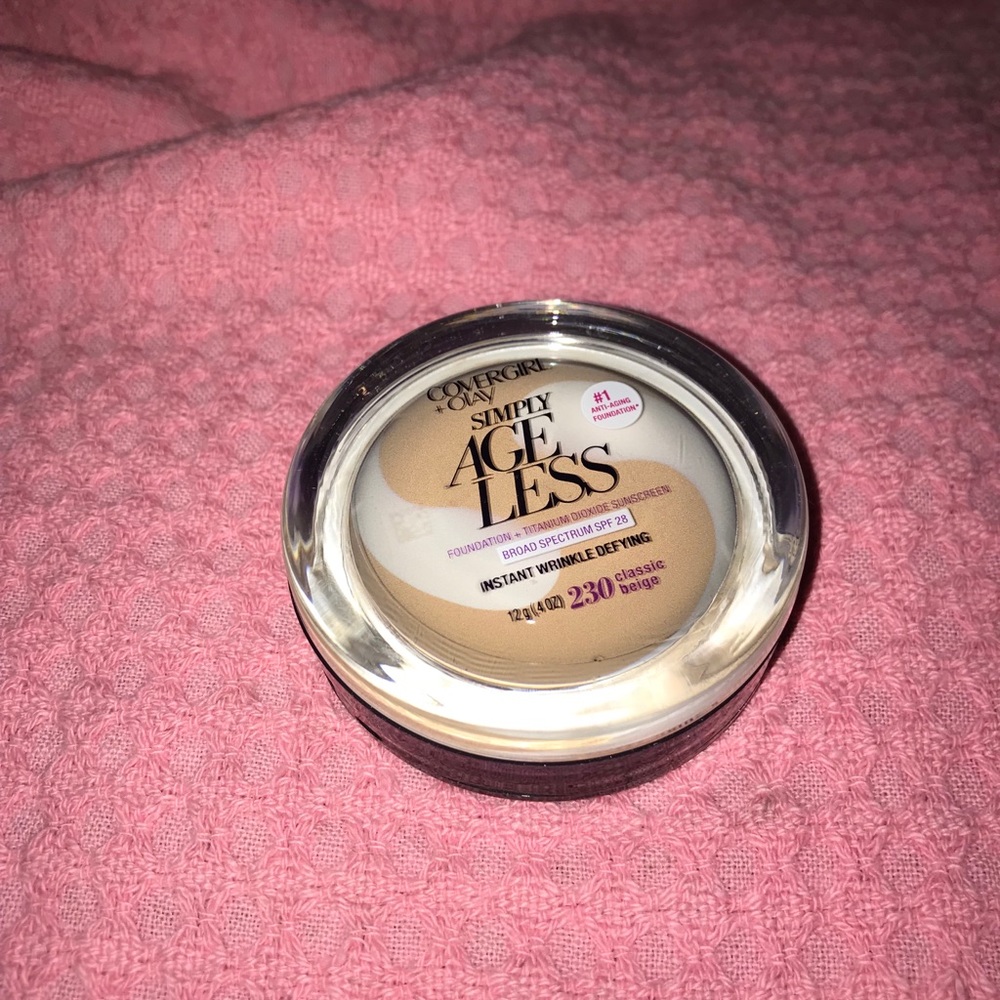 COVERGIRL
+ OLAY
SIMPLY
AGE
LESS
#1
ANTI-AGING
FOUNDATION*
FOUNDATION + TITANIUM DIOXIDE SUNSCREEN
BROAD SPECTRUM SPF 28
INSTANT WRINKLE DEFYING
12 g (.4 OZ) 230 classic
beige